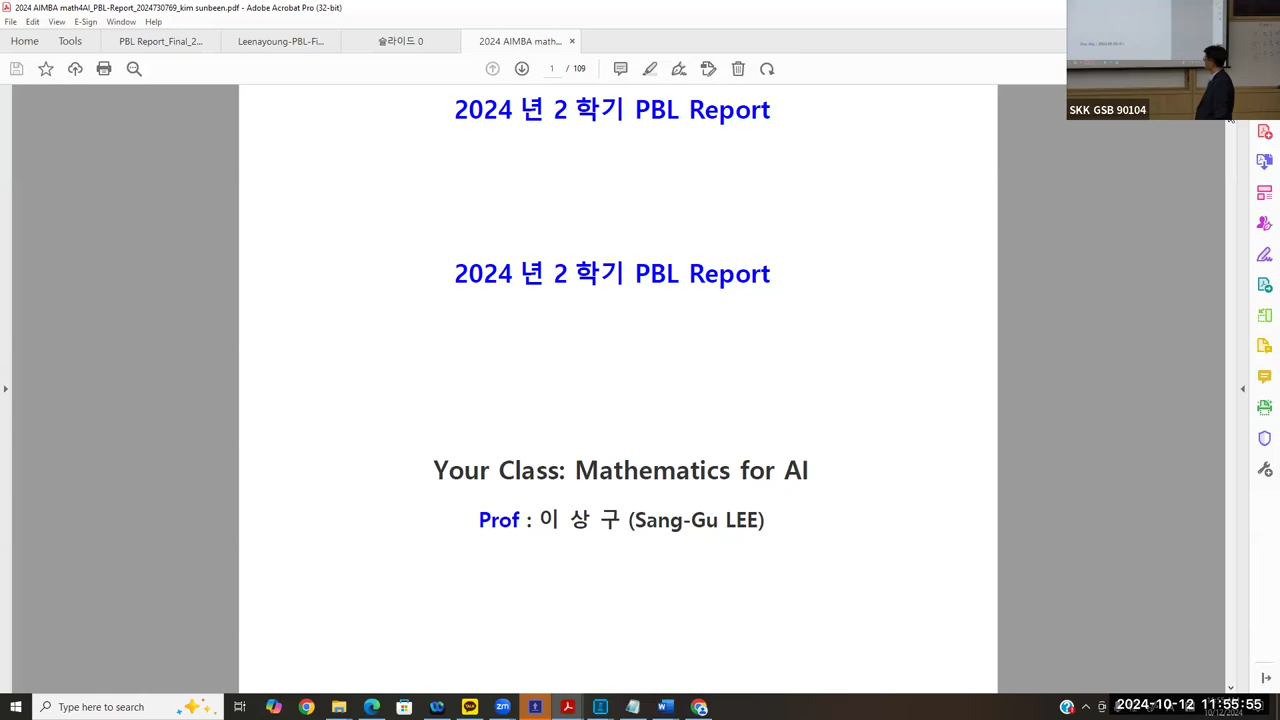 2024 AIMBA math4AI_PBL-Report_2024730769_kim sunbeen.pdf - Adobe Acrobat Pro (32-bit)
File Edit View E-Sign Window Help
Home Tools PBL Report_Final_2... Leenayoung-PBL-Fi... 슬라이드 0 2024 AIMBA math... ×
1 / 109
SKK GSB 90104
2024 년 2 학기 PBL Report
2024 년 2 학기 PBL Report
Your Class: Mathematics for AI
Prof : 이 상 구 (Sang-Gu LEE)
Type here to search
2024-10-12 11:55:55
10/12/2024